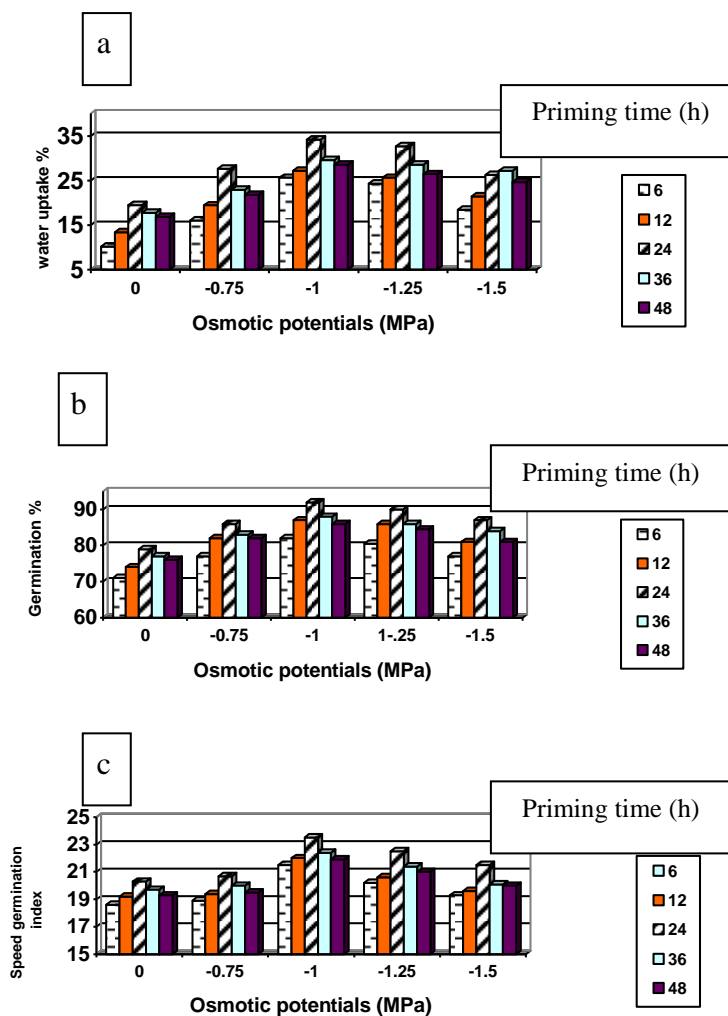 a
Priming time (h)
35
25
15
5
water uptake %
0 -0.75 -1 -1.25 -1.5
Osmotic potentials (MPa)
6
12
24
36
48
b
Priming time (h)
90
80
70
60
Germination %
0 -0.75 -1 1-.25 -1.5
Osmotic potentials (MPa)
6
12
24
36
48
c
Priming time (h)
25
23
21
19
17
15
Speed germination
index
0 -0.75 -1 -1.25 -1.5
Osmotic potentials (MPa)
6
12
24
36
48